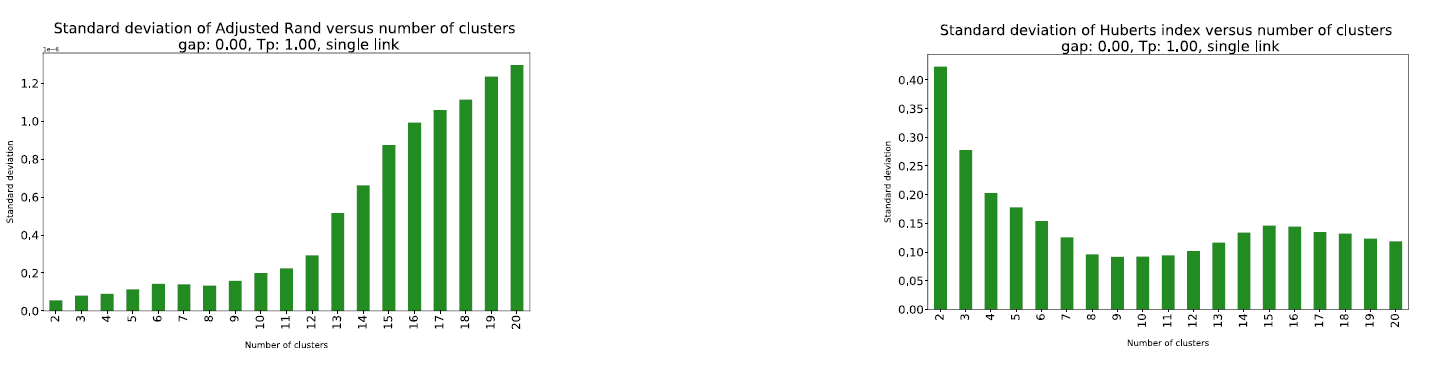 Standard deviation of Adjusted Rand versus number of clusters
gap: 0.00, Tp: 1.00, single link
1e−6
1.2
1.0
0.8
0.6
0.4
0.2
0.0
Standard deviation
2 3 4 5 6 7 8 9 10 11 12 13 14 15 16 17 18 19 20
Number of clusters
Standard deviation of Huberts index versus number of clusters
gap: 0.00, Tp: 1.00, single link
0.40
0.35
0.30
0.25
0.20
0.15
0.10
0.05
0.00
Standard deviation
2 3 4 5 6 7 8 9 10 11 12 13 14 15 16 17 18 19 20
Number of clusters